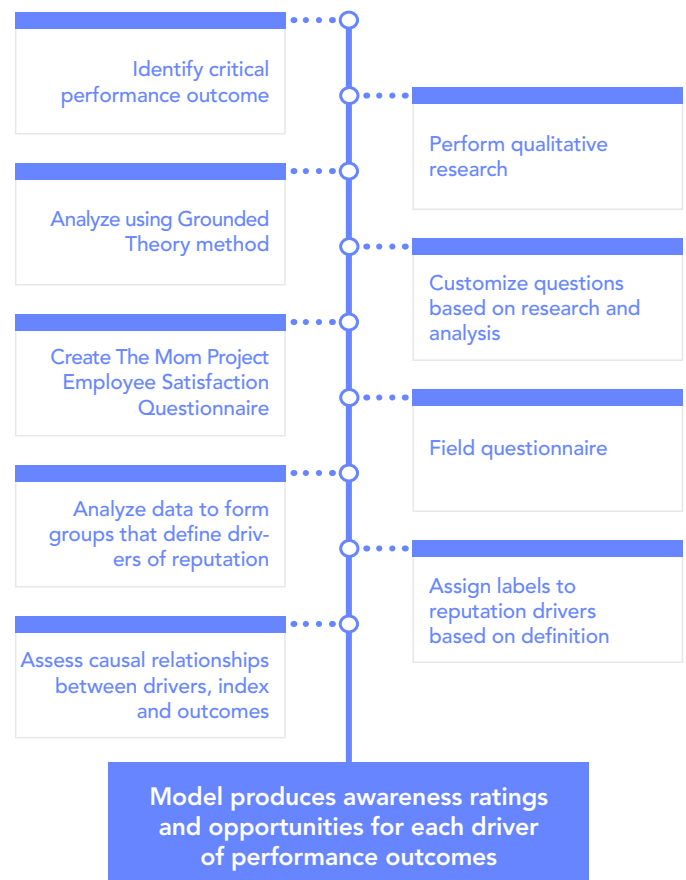 Identify critical
performance outcome
Perform qualitative
research
Analyze using Grounded
Theory method
Customize questions
based on research and
analysis
Create The Mom Project
Employee Satisfaction
Questionnaire
Field questionnaire
Analyze data to form
groups that define driv-
ers of reputation
Assign labels to
reputation drivers
based on definition
Assess causal relationships
between drivers, index
and outcomes
Model produces awareness ratings
and opportunities for each driver
of performance outcomes